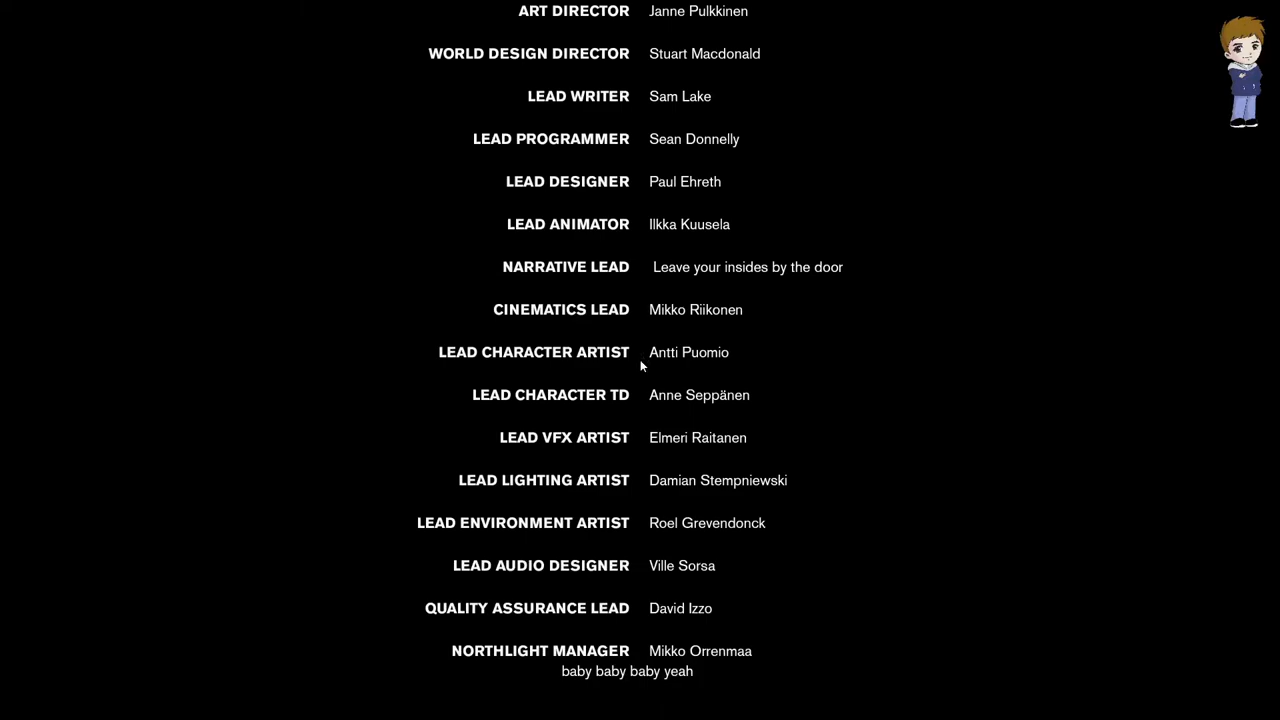 ART DIRECTOR Janne Pulkkinen
WORLD DESIGN DIRECTOR Stuart Macdonald
LEAD WRITER Sam Lake
LEAD PROGRAMMER Sean Donnelly
LEAD DESIGNER Paul Ehreth
LEAD ANIMATOR Ilkka Kuusela
NARRATIVE LEAD Leave your insides by the door
CINEMATICS LEAD Mikko Riikonen
LEAD CHARACTER ARTIST Antti Puomio
LEAD CHARACTER TD Anne Seppänen
LEAD VFX ARTIST Elmeri Raitanen
LEAD LIGHTING ARTIST Damian Stempniewski
LEAD ENVIRONMENT ARTIST Roel Grevendonck
LEAD AUDIO DESIGNER Ville Sorsa
QUALITY ASSURANCE LEAD David Izzo
NORTHLIGHT MANAGER Mikko Orrenmaa
baby baby baby yeah